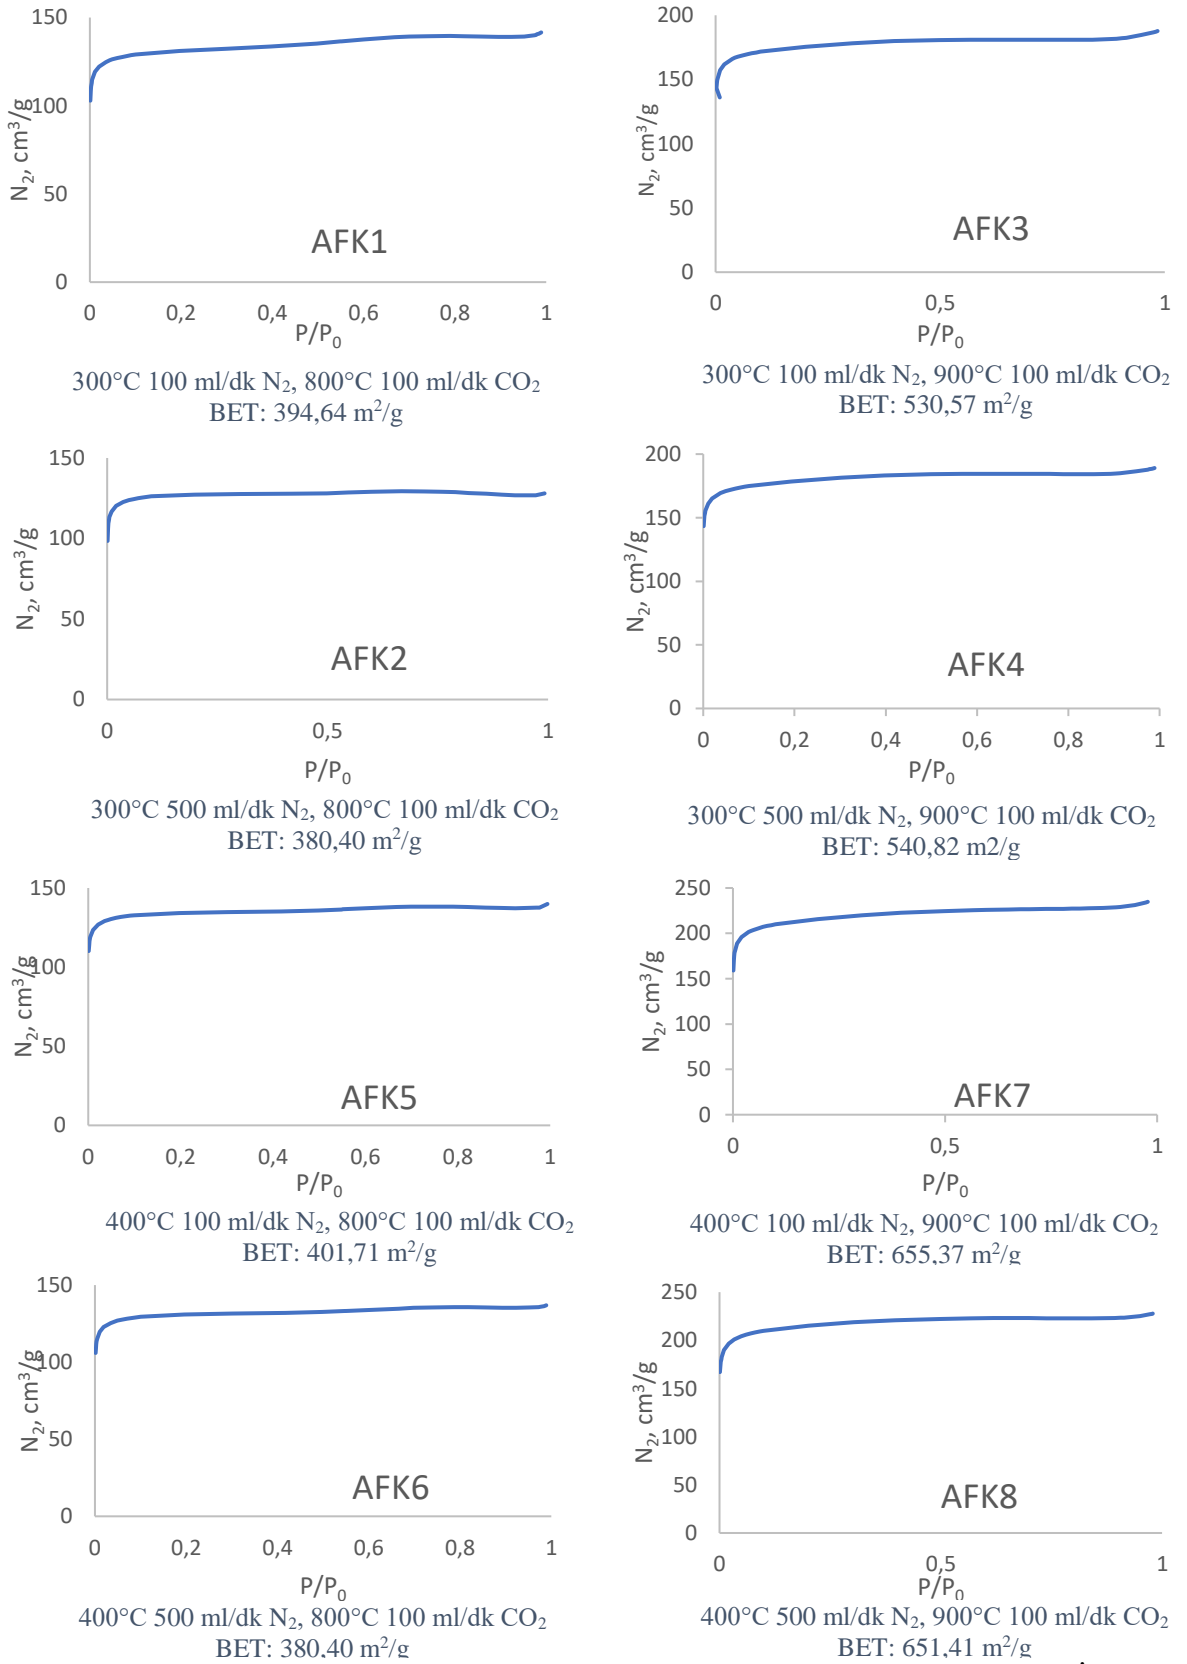 150
100
50
0
N₂, cm³/g
AFK1
0 0,2 0,4 0,6 0,8 1
P/P₀
300°C 100 ml/dk N₂, 800°C 100 ml/dk CO₂
BET: 394,64 m²/g
200
150
100
50
0
N₂, cm³/g
AFK3
0 0,5 1
P/P₀
300°C 100 ml/dk N₂, 900°C 100 ml/dk CO₂
BET: 530,57 m²/g
150
100
50
0
N₂, cm³/g
AFK2
0 0,5 1
P/P₀
300°C 500 ml/dk N₂, 800°C 100 ml/dk CO₂
BET: 380,40 m²/g
200
150
100
50
0
N₂, cm³/g
AFK4
0 0,2 0,4 0,6 0,8 1
P/P₀
300°C 500 ml/dk N₂, 900°C 100 ml/dk CO₂
BET: 540,82 m2/g
150
100
50
0
N₂, cm³/g
AFK5
0 0,2 0,4 0,6 0,8 1
P/P₀
400°C 100 ml/dk N₂, 800°C 100 ml/dk CO₂
BET: 401,71 m²/g
250
200
150
100
50
0
N₂, cm³/g
AFK7
0 0,5 1
P/P₀
400°C 100 ml/dk N₂, 900°C 100 ml/dk CO₂
BET: 655,37 m²/g
150
100
50
0
N₂, cm³/g
AFK6
0 0,2 0,4 0,6 0,8 1
P/P₀
400°C 500 ml/dk N₂, 800°C 100 ml/dk CO₂
BET: 380,40 m²/g
250
200
150
100
50
0
N₂, cm³/g
AFK8
0 0,5 1
P/P₀
400°C 500 ml/dk N₂, 900°C 100 ml/dk CO₂
BET: 651,41 m²/g